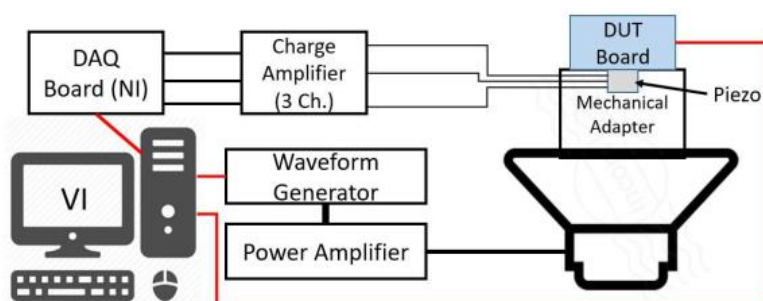 DAQ
Board (NI)
Charge
Amplifier
(3 Ch.)
DUT
Board
Piezo
Mechanical
Adapter
VI
Waveform
Generator
Power Amplifier